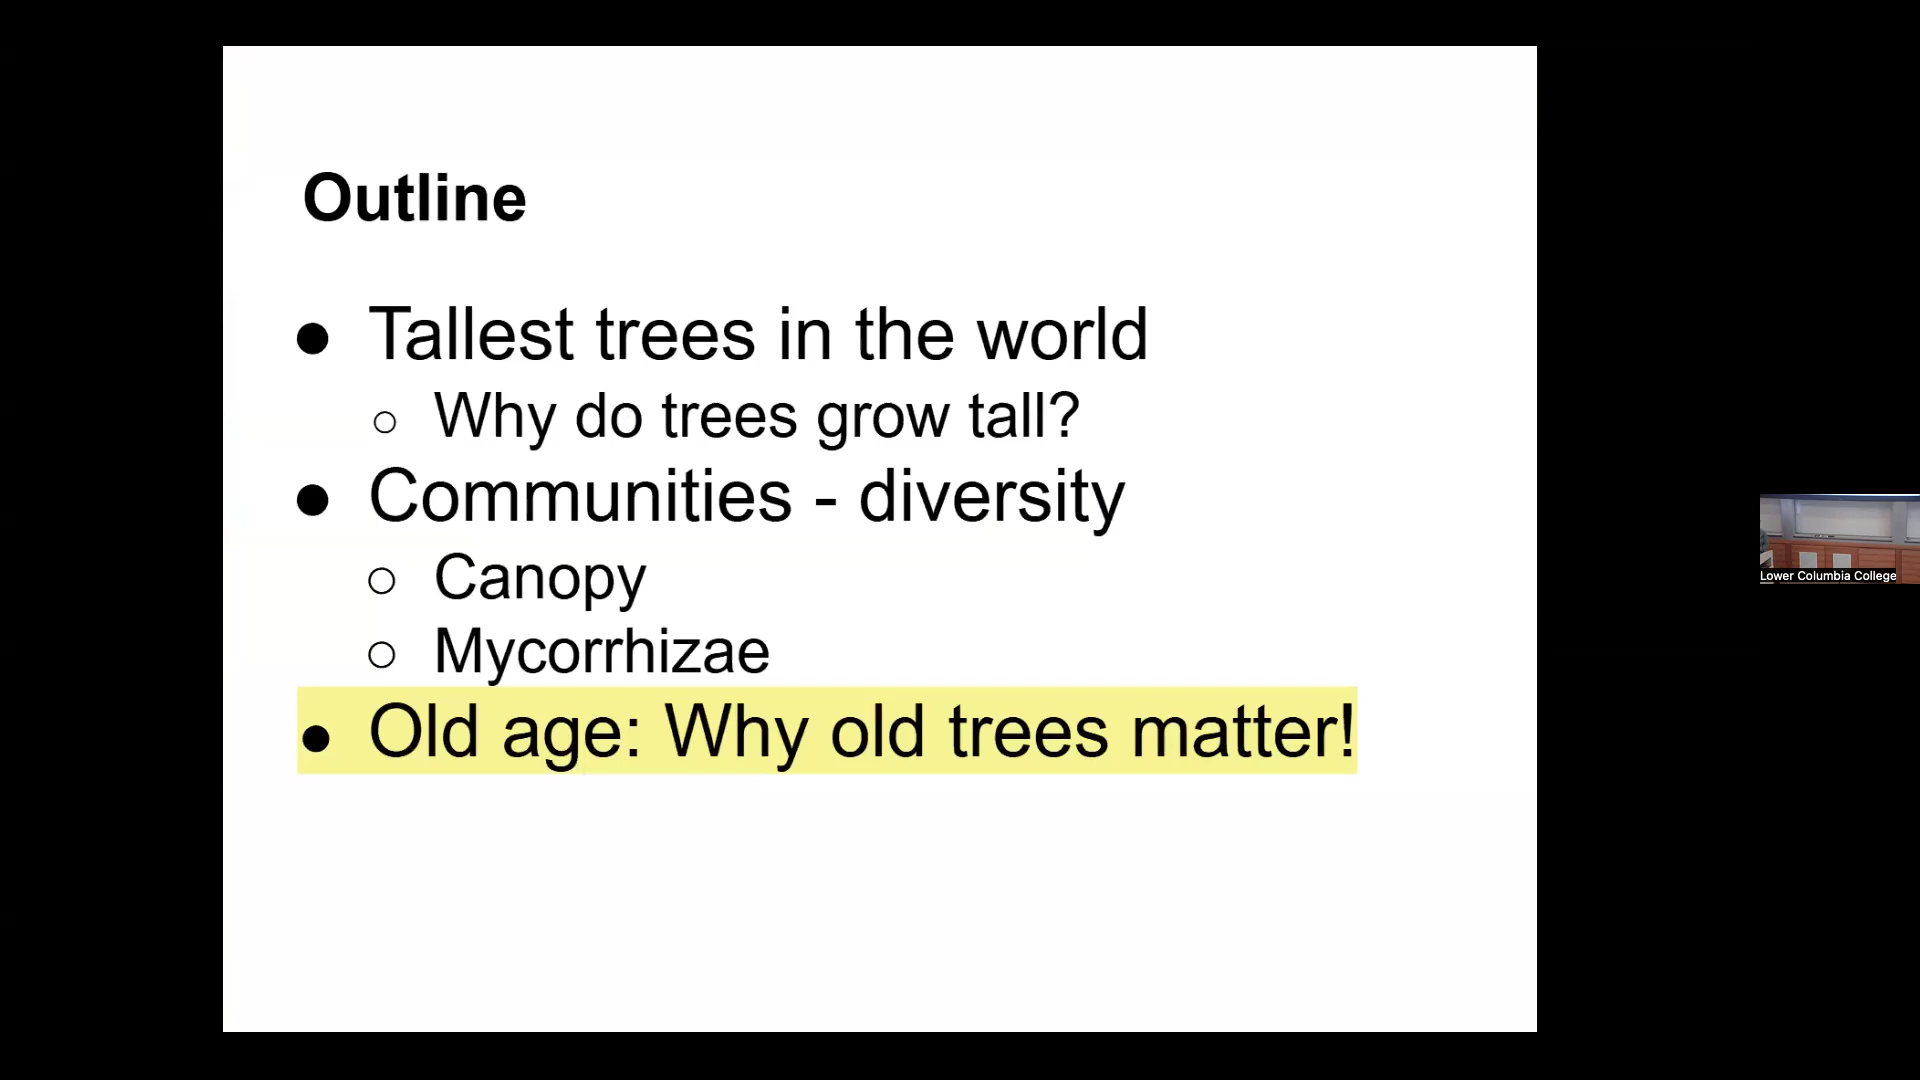 Outline
● Tallest trees in the world
○ Why do trees grow tall?
● Communities - diversity
○ Canopy
○ Mycorrhizae
● Old age: Why old trees matter!
Lower Columbia College